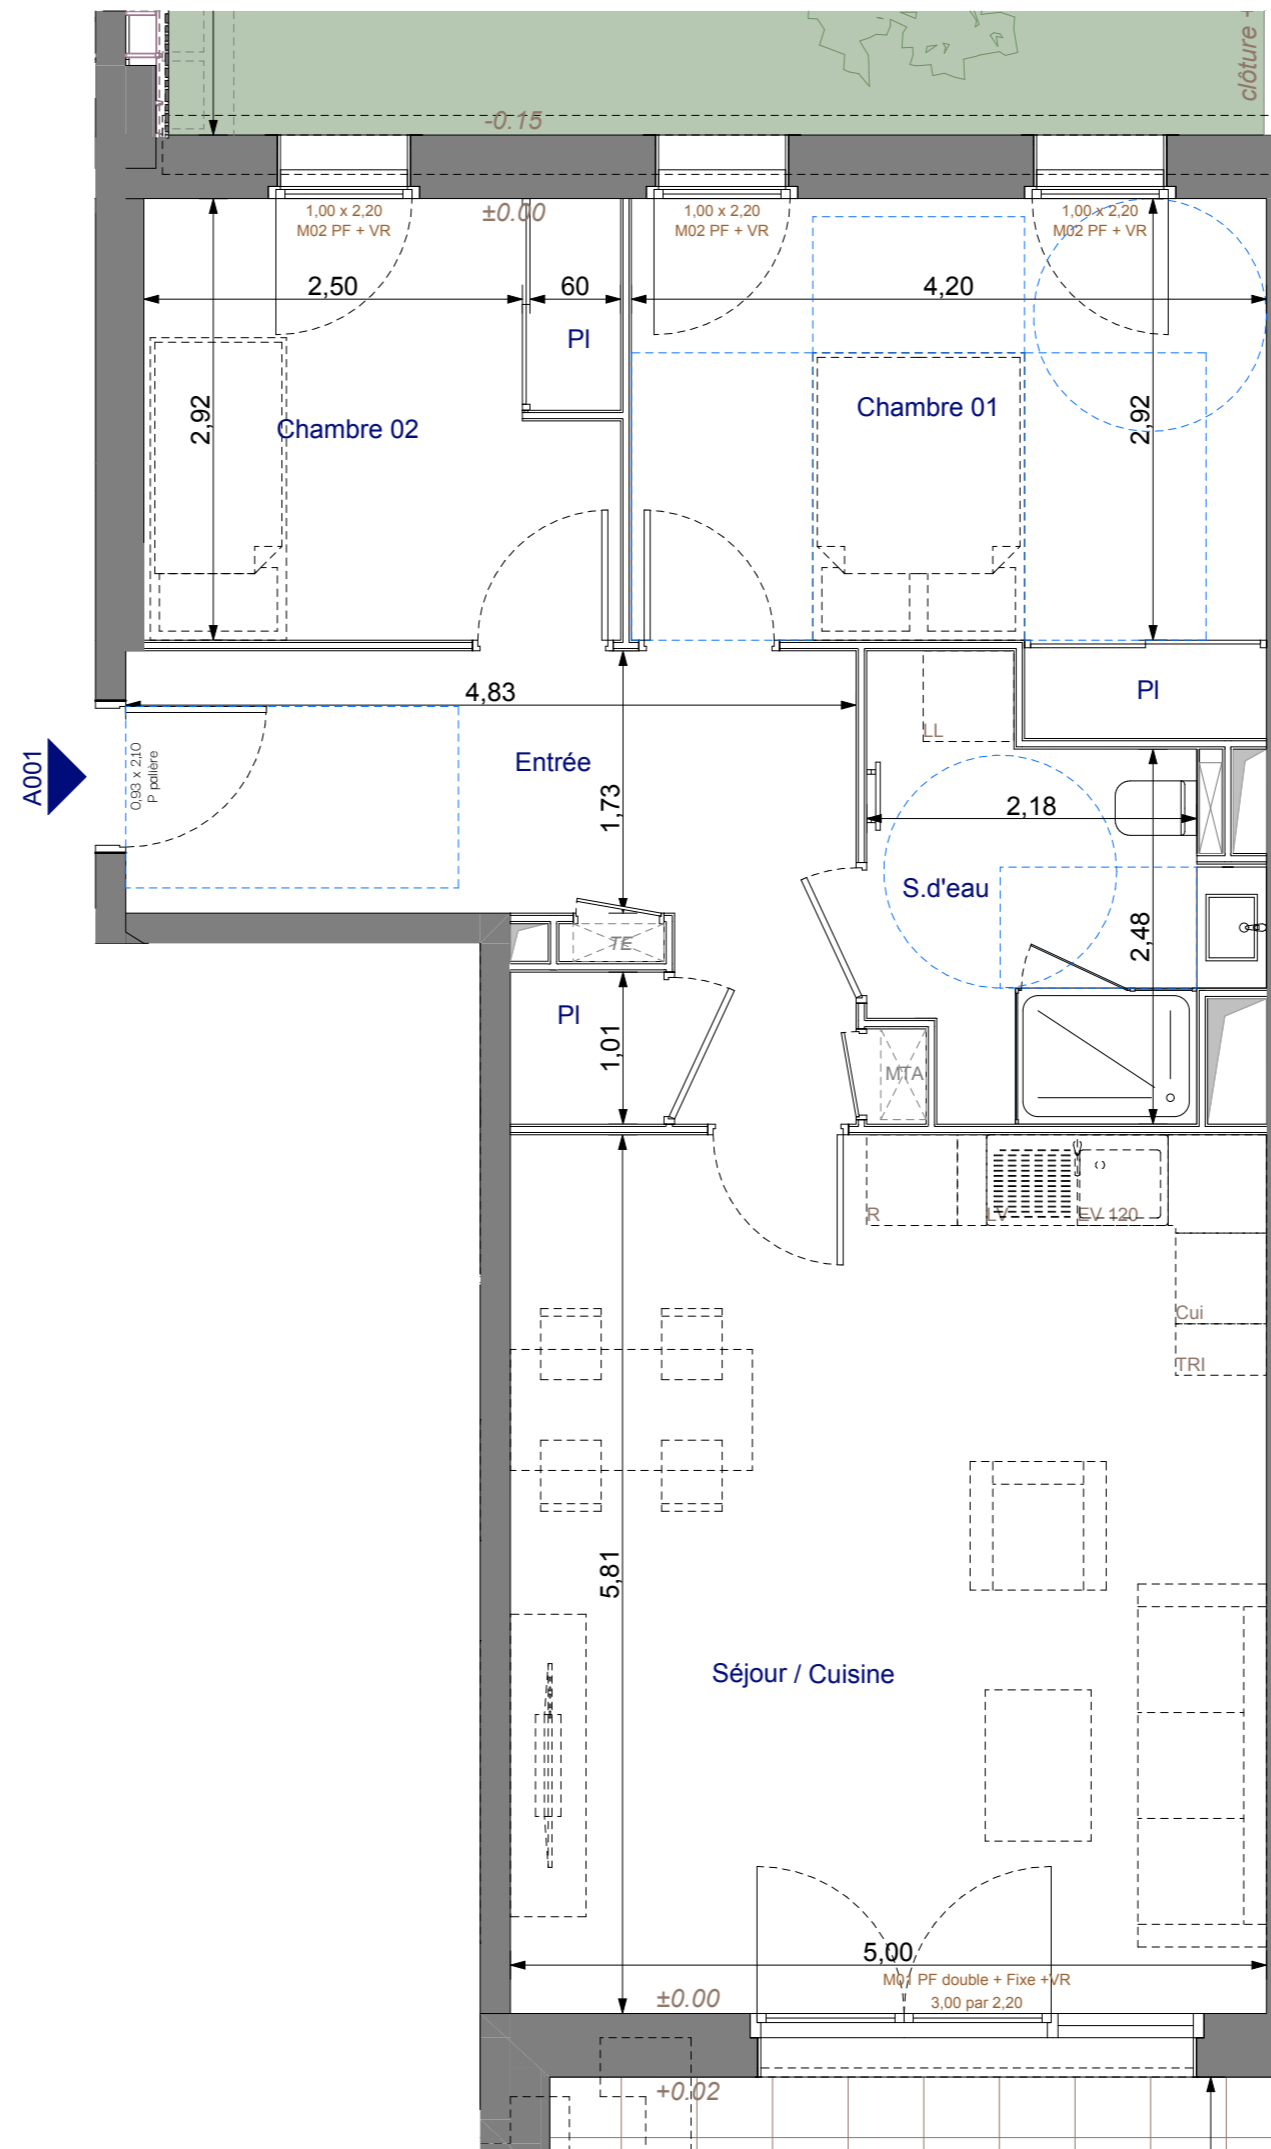 clôture +
-0.15
1,00 x 2,20
M02 PF + VR
±0.00
1,00 x 2,20
M02 PF + VR
1,00 x 2,20
M02 PF + VR
2,50
60
4,20
Pl
2,92
Chambre 02
Chambre 01
2,92
4,83
Pl
LL
A001
0.93 x 2.10
P palière
Entrée
1,73
2,18
S.d'eau
2,48
TE
Pl
1,01
MTA
R
LV
EV 120
Cui
TRI
5,81
Séjour / Cuisine
5,00
M01 PF double + Fixe +VR
3,00 par 2,20
±0.00
+0.02